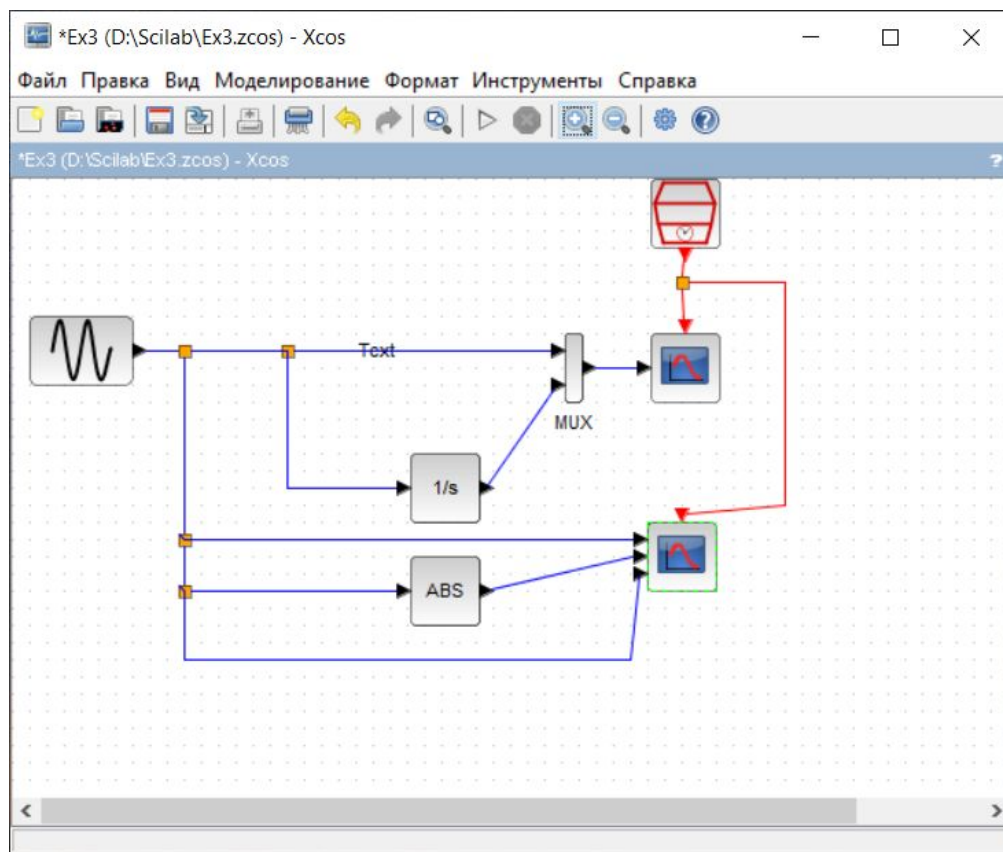 *Ex3 (D:\Scilab\Ex3.zcos) - Xcos
Файл Правка Вид Моделирование Формат Инструменты Справка
*Ex3 (D:\Scilab\Ex3.zcos) - Xcos
?
Text
MUX
1/s
ABS